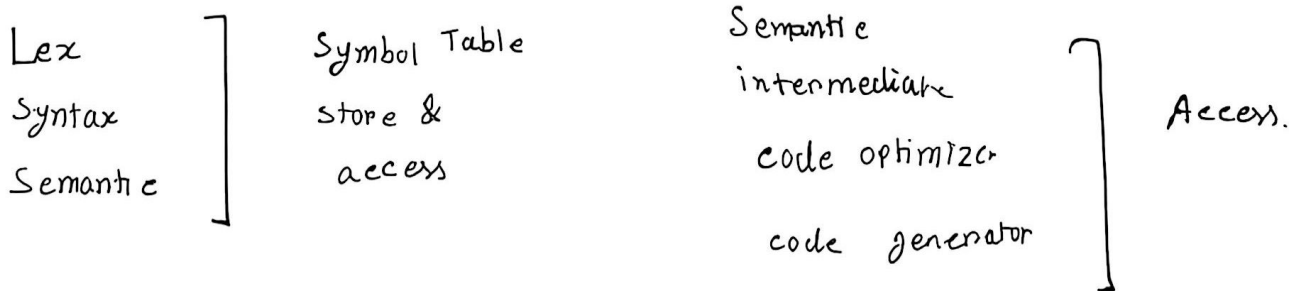 Lex
Syntax
Semantic
Symbol Table
store &
access
Semantic
intermediate
code optimizer
code generator
Access.